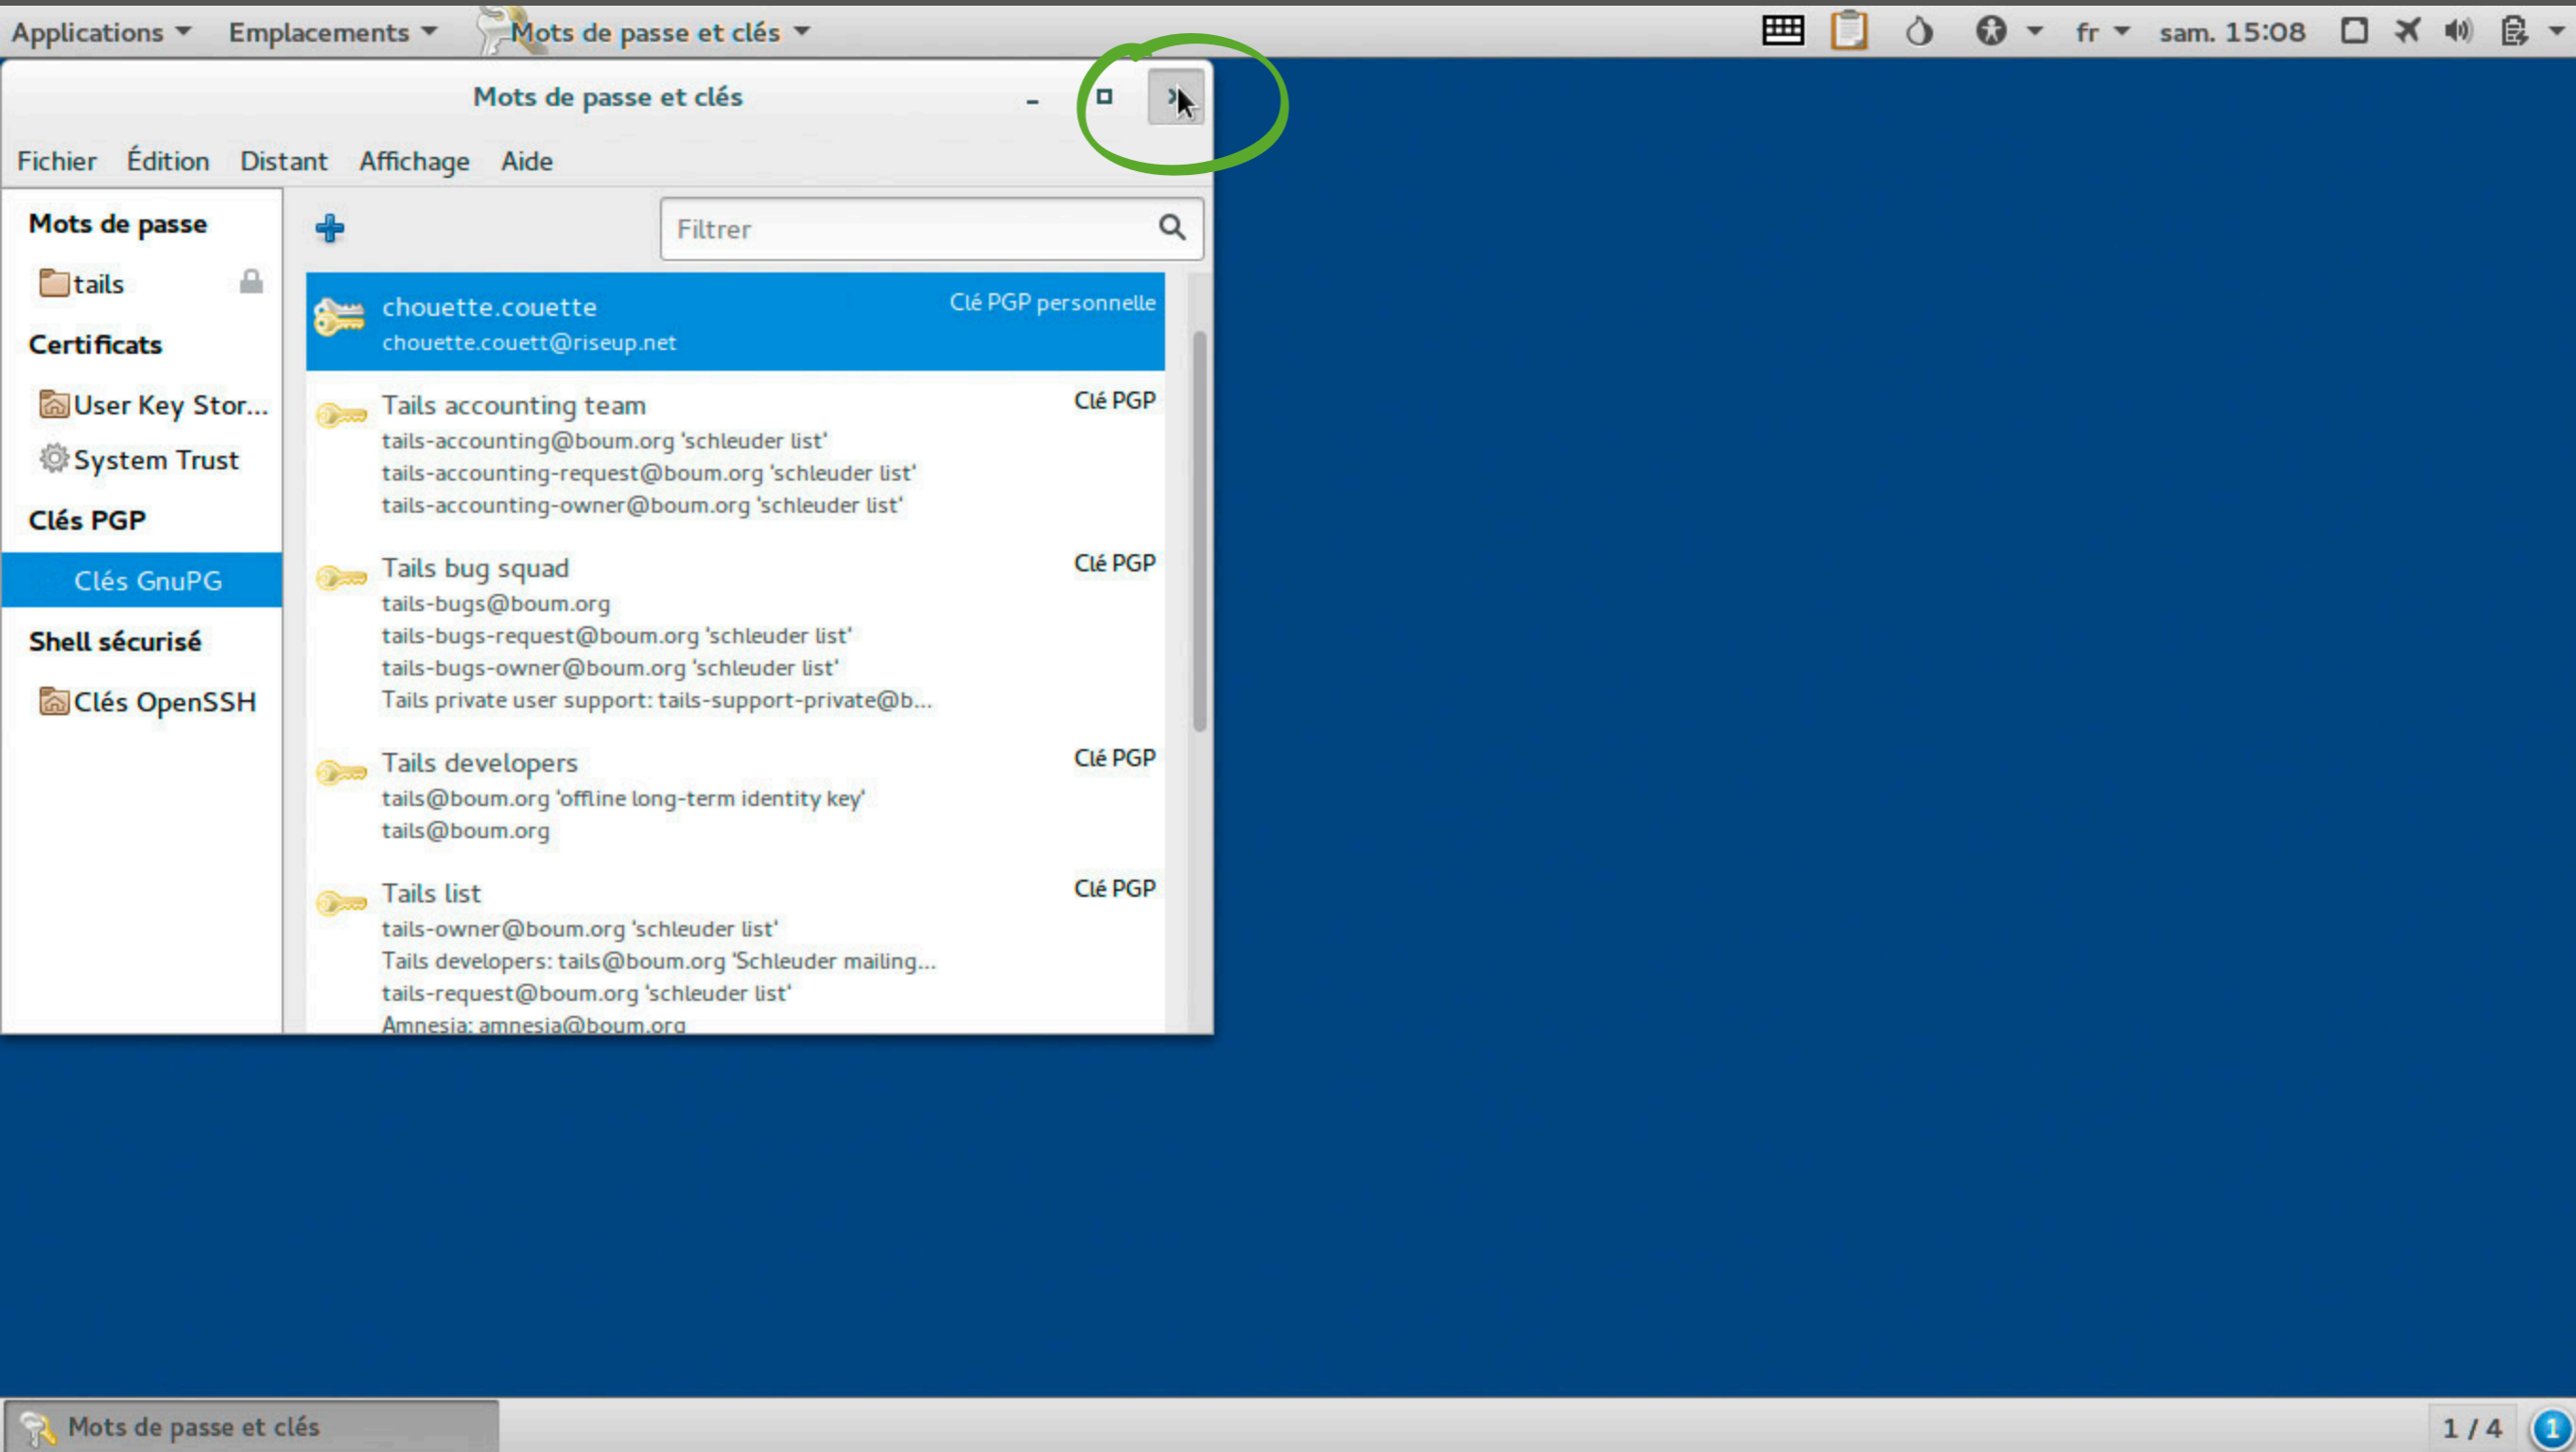 Applications Emplacements Mots de passe et clés fr sam. 15:08
Mots de passe et clés
Fichier Édition Distant Affichage Aide
Mots de passe
tails
Certificats
User Key Stor...
System Trust
Clés PGP
Clés GnuPG
Shell sécurisé
Clés OpenSSH
Filtrer
chouette.couette Clé PGP personnelle
chouette.couett@riseup.net
Tails accounting team Clé PGP
tails-accounting@boum.org 'schleuder list'
tails-accounting-request@boum.org 'schleuder list'
tails-accounting-owner@boum.org 'schleuder list'
Tails bug squad Clé PGP
tails-bugs@boum.org
tails-bugs-request@boum.org 'schleuder list'
tails-bugs-owner@boum.org 'schleuder list'
Tails private user support: tails-support-private@b...
Tails developers Clé PGP
tails@boum.org 'offline long-term identity key'
tails@boum.org
Tails list Clé PGP
tails-owner@boum.org 'schleuder list'
Tails developers: tails@boum.org 'Schleuder mailing...
tails-request@boum.org 'schleuder list'
Amnesia: amnesia@boum.org
Mots de passe et clés 1 / 4 1